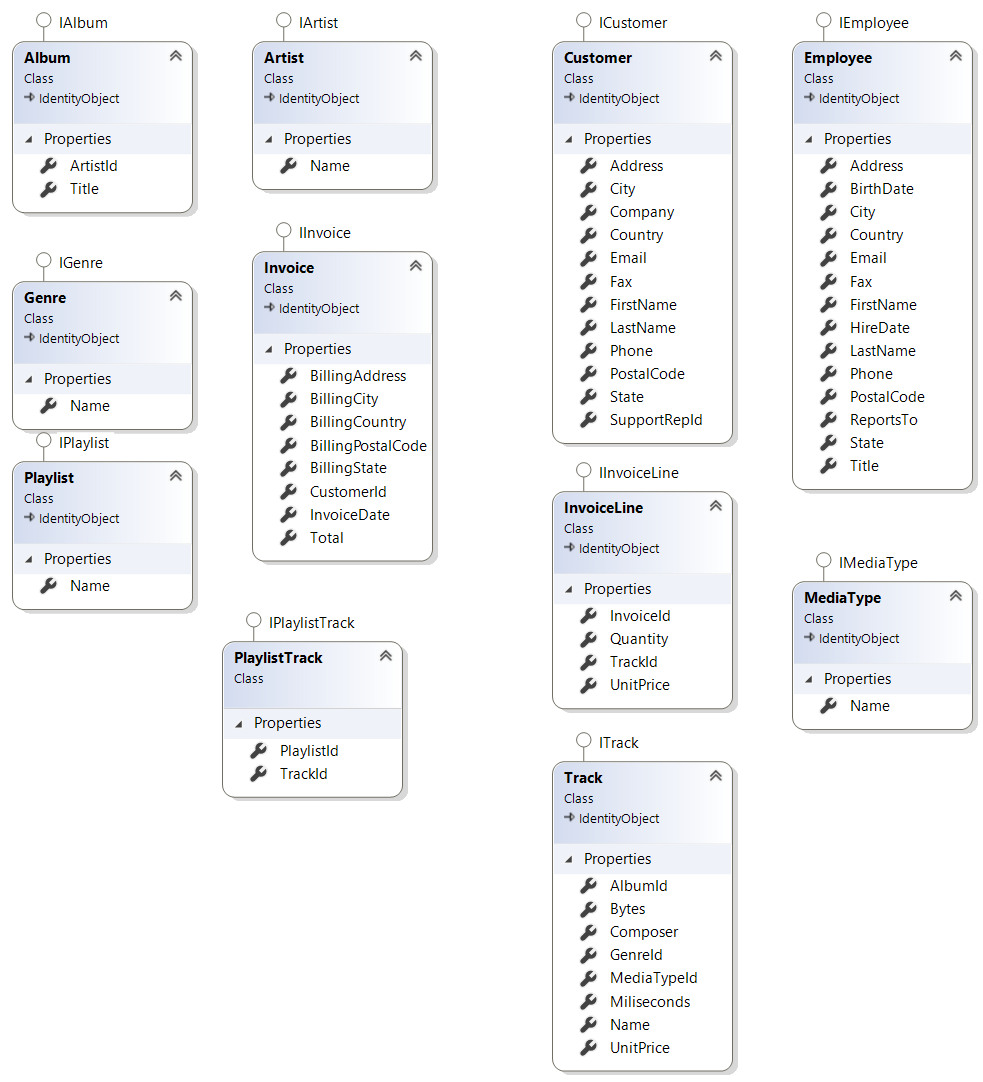 IAlbum
Album
Class
IdentityObject
Properties
ArtistId
Title
IArtist
Artist
Class
IdentityObject
Properties
Name
ICustomer
Customer
Class
IdentityObject
Properties
Address
City
Company
Country
Email
Fax
FirstName
LastName
Phone
PostalCode
State
SupportRepId
IEmployee
Employee
Class
IdentityObject
Properties
Address
BirthDate
City
Country
Email
Fax
FirstName
HireDate
LastName
Phone
PostalCode
ReportsTo
State
Title
IGenre
Genre
Class
IdentityObject
Properties
Name
IInvoice
Invoice
Class
IdentityObject
Properties
BillingAddress
BillingCity
BillingCountry
BillingPostalCode
BillingState
CustomerId
InvoiceDate
Total
IPlaylist
Playlist
Class
IdentityObject
Properties
Name
IInvoiceLine
InvoiceLine
Class
IdentityObject
Properties
InvoiceId
Quantity
TrackId
UnitPrice
IMediaType
MediaType
Class
IdentityObject
Properties
Name
IPlaylistTrack
PlaylistTrack
Class
Properties
PlaylistId
TrackId
ITrack
Track
Class
IdentityObject
Properties
AlbumId
Bytes
Composer
GenreId
MediaTypeId
Miliseconds
Name
UnitPrice